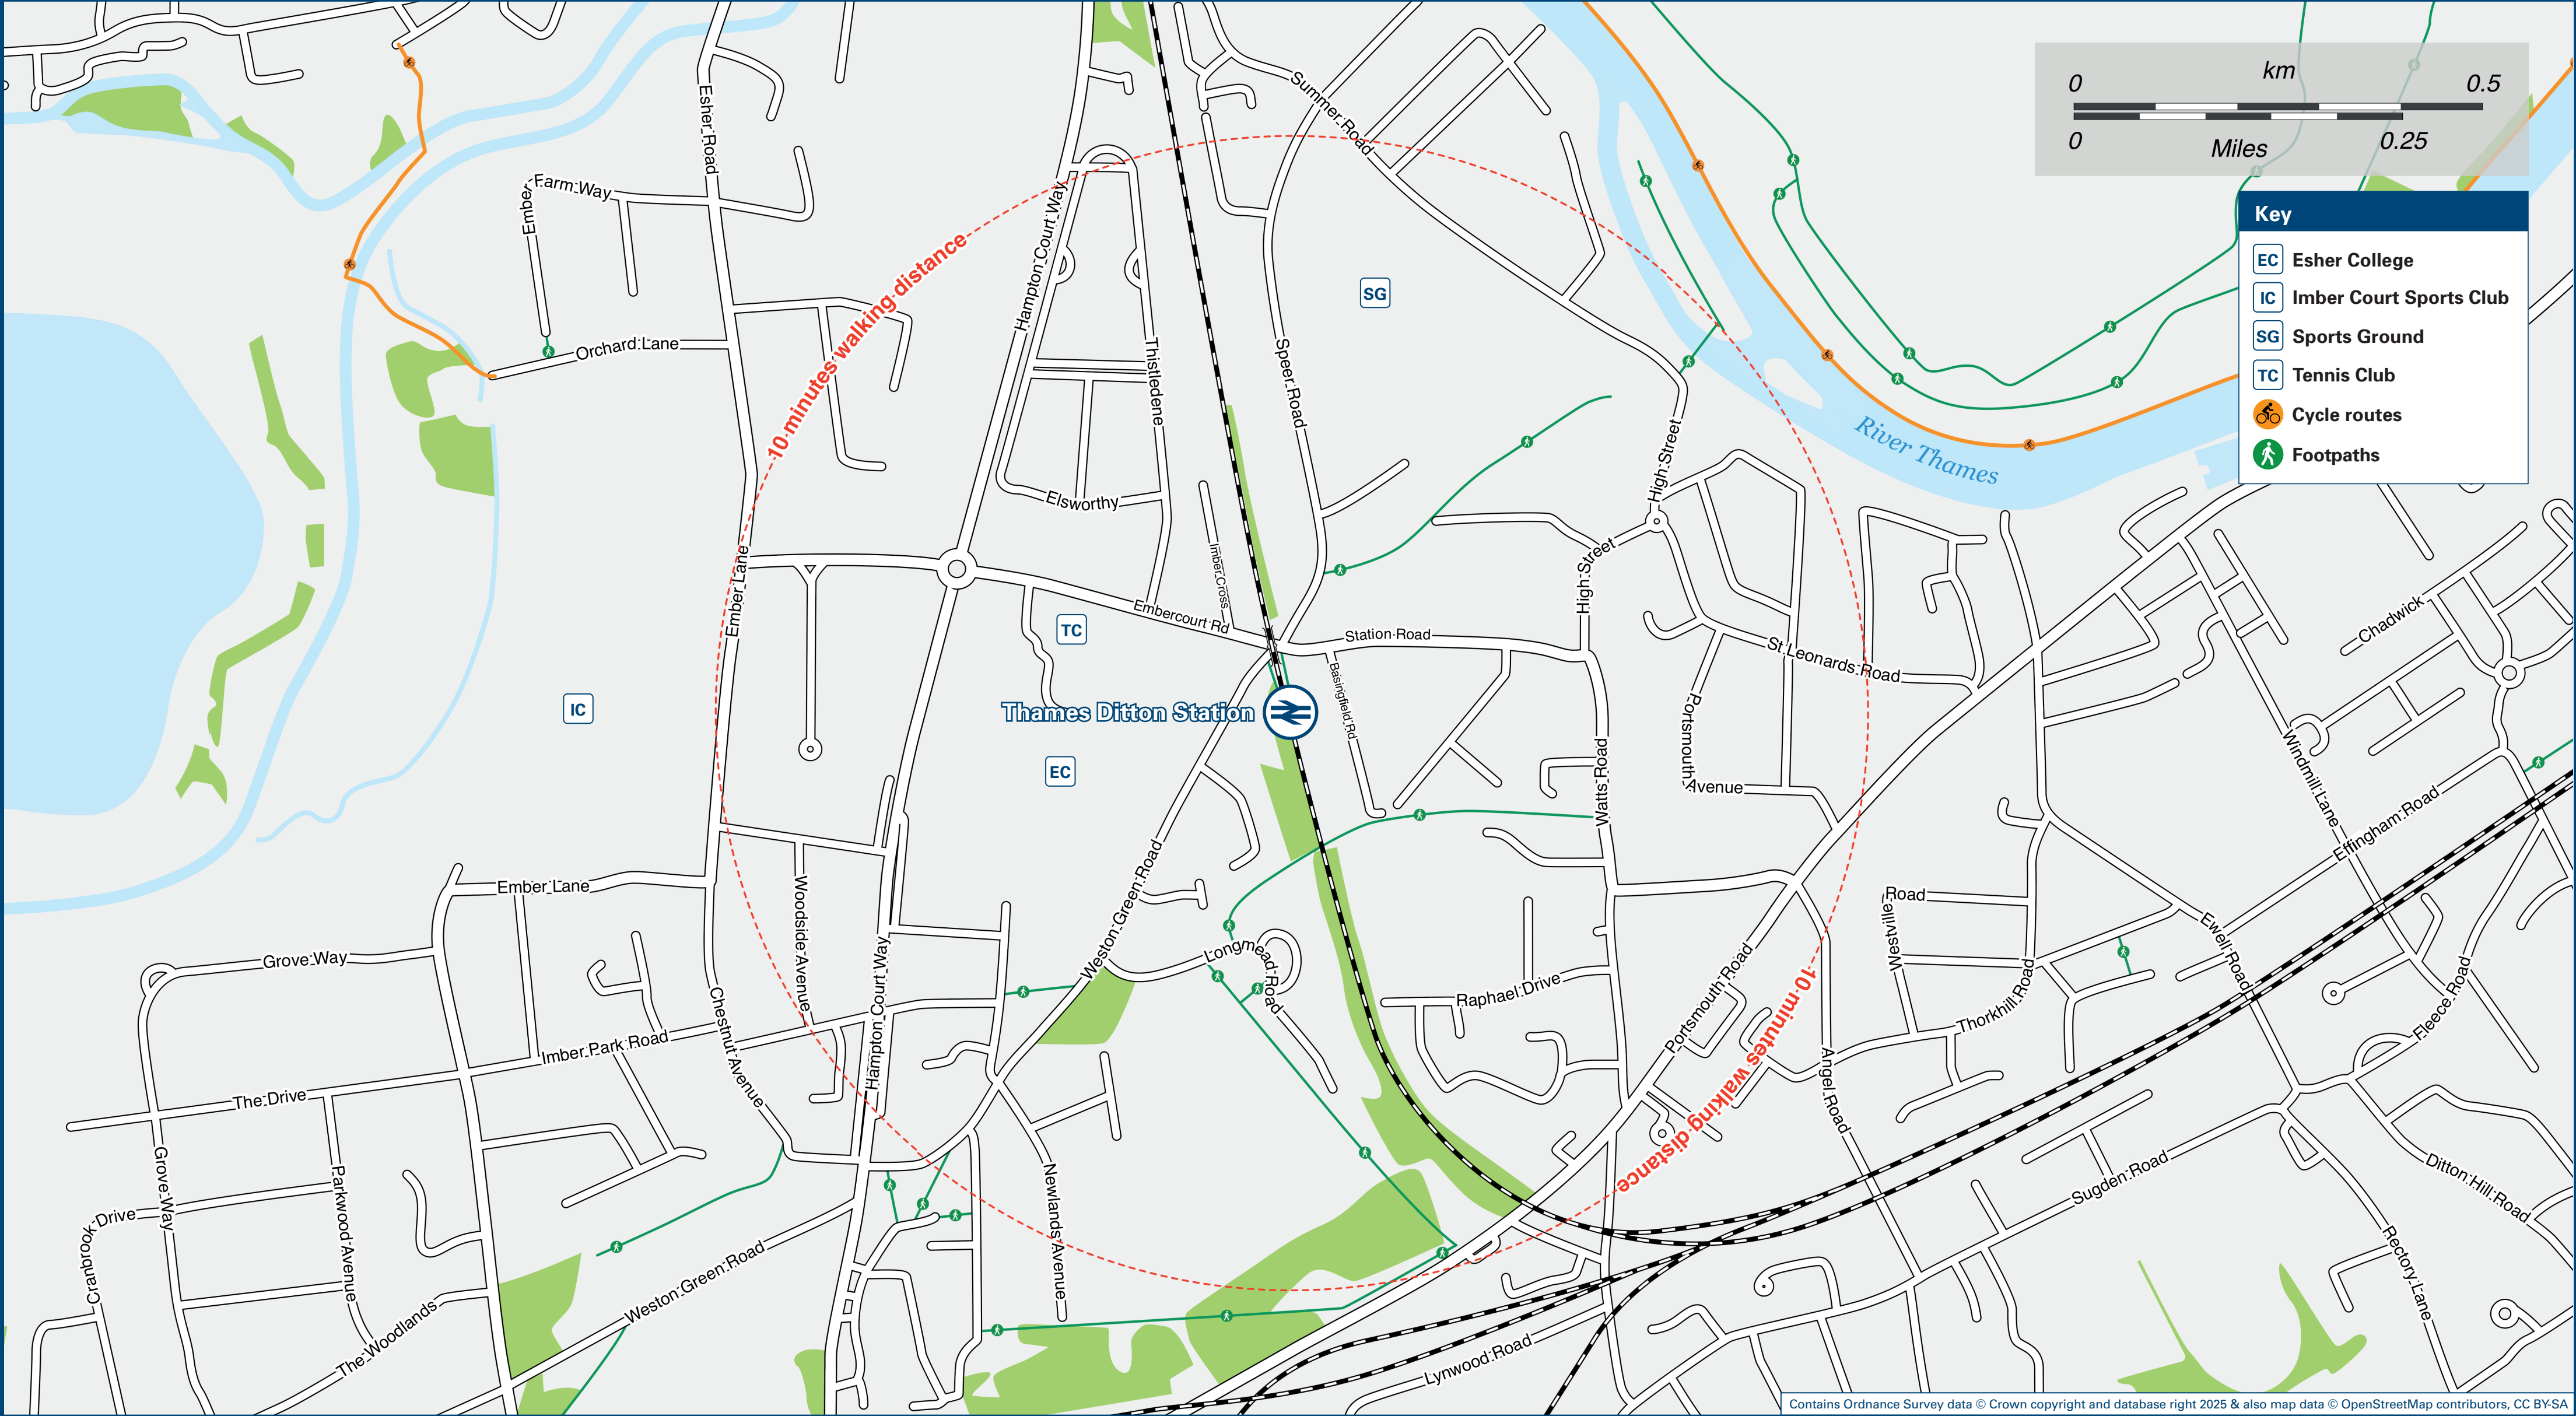 km
0 0.5
0 0.25
Miles
Key
EC Esher College
IC Imber Court Sports Club
SG Sports Ground
TC Tennis Club
Cycle routes
Footpaths
Summer Road
Esher Road
Ember Farm Way
Hampton Court Way
10 minutes walking distance
SG
Orchard Lane
Thistledene
Speer Road
River Thames
High Street
Elsworthy
Imber Cross
Ember Lane
High Street
Embercourt Rd
TC
Station Road
St Leonards Road
Chadwick
IC
Thames Ditton Station
Basingfield Rd
Portsmouth Avenue
EC
Watts Road
Windmill Lane
Effingham Road
Ember Lane
Woodside Avenue
Weston Green Road
Longmead Road
Westville Road
Ewell Road
Grove Way
Hampton Court Way
Raphael Drive
Portsmouth Road
10 minutes walking distance
Thorkhill Road
Fleece Road
Chestnut Avenue
Imber Park Road
The Drive
Angel Road
Grove Way
Parkwood Avenue
Newlands Avenue
Sugden Road
Ditton Hill Road
Cranbrook Drive
Weston Green Road
Rectory Lane
The Woodlands
Lynwood Road
Contains Ordnance Survey data © Crown copyright and database right 2025 & also map data © OpenStreetMap contributors, CC BY-SA